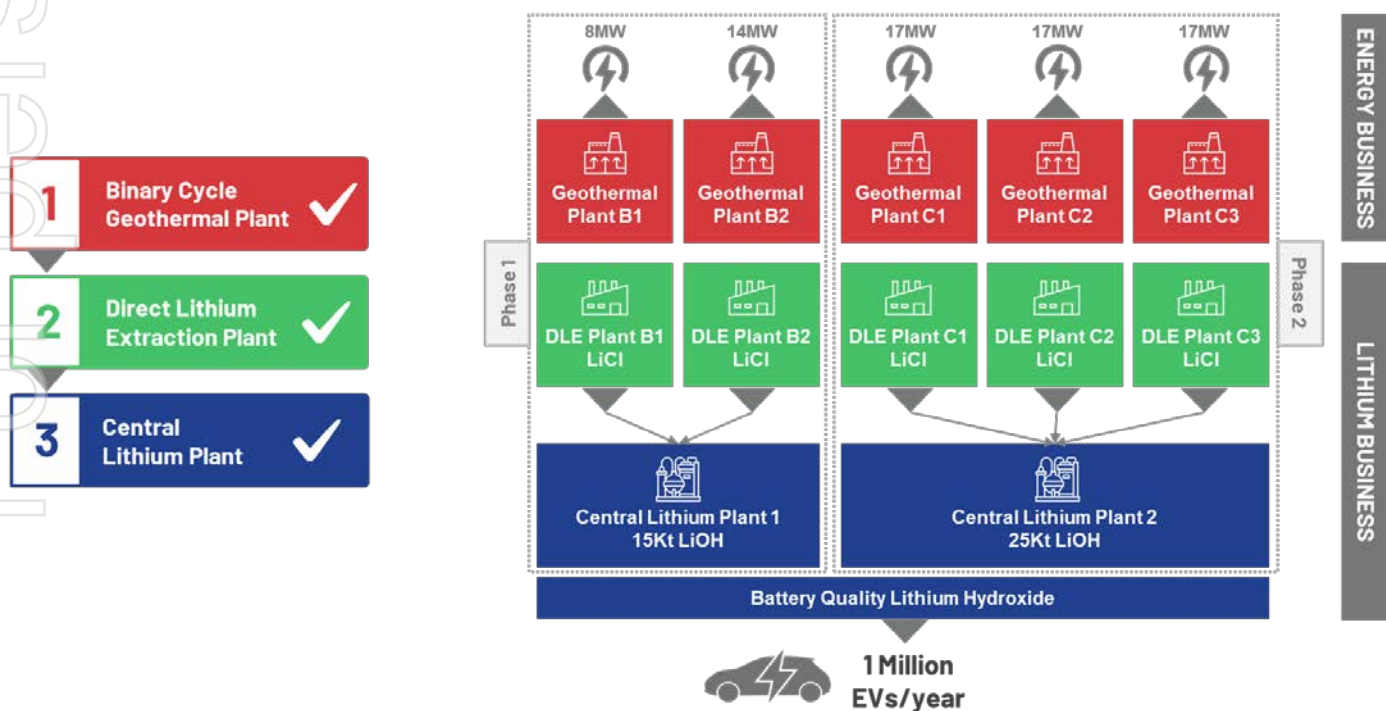 1
Binary Cycle
Geothermal Plant
2
Direct Lithium
Extraction Plant
3
Central
Lithium Plant
8MW
14MW
17MW
17MW
17MW
Geothermal
Plant B1
Geothermal
Plant B2
Geothermal
Plant C1
Geothermal
Plant C2
Geothermal
Plant C3
ENERGY BUSINESS
Phase 1
Phase 2
DLE Plant B1
LiCl
DLE Plant B2
LiCl
DLE Plant C1
LiCl
DLE Plant C2
LiCl
DLE Plant C3
LiCl
LITHIUM BUSINESS
Central Lithium Plant 1
15Kt LiOH
Central Lithium Plant 2
25Kt LiOH
Battery Quality Lithium Hydroxide
1 Million
EVs/year